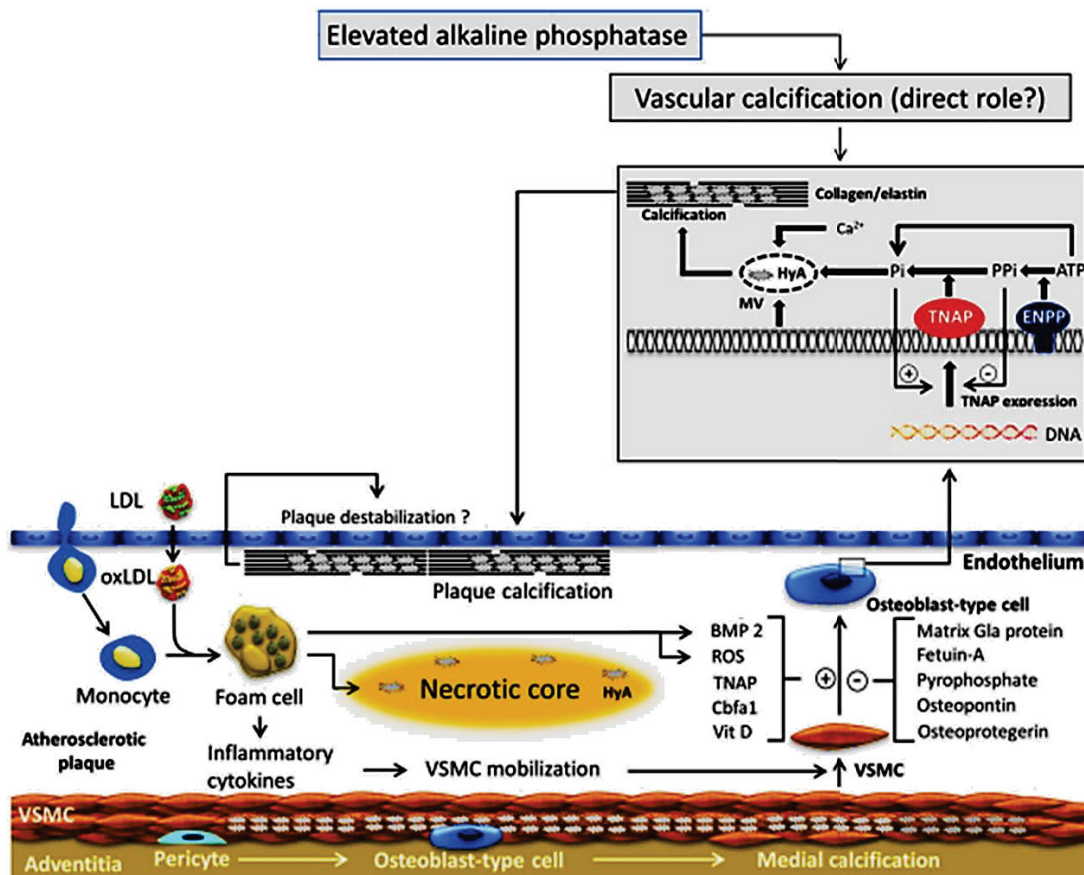 Elevated alkaline phosphatase
Vascular calcification (direct role?)
Collagen/elastin
Calcification
Ca²⁺
HyA
Pi
PPi
ATP
MV
TNAP
ENPP
+
−
TNAP expression
DNA
LDL
Plaque destabilization ?
oxLDL
Plaque calcification
Endothelium
Osteoblast-type cell
Monocyte
Foam cell
Necrotic core
HyA
BMP 2
ROS
TNAP
Cbfa1
Vit D
+
−
Matrix Gla protein
Fetuin-A
Pyrophosphate
Osteopontin
Osteoprotegerin
Atherosclerotic
plaque
Inflammatory
cytokines
VSMC mobilization
VSMC
VSMC
Adventitia
Pericyte
Osteoblast-type cell
Medial calcification